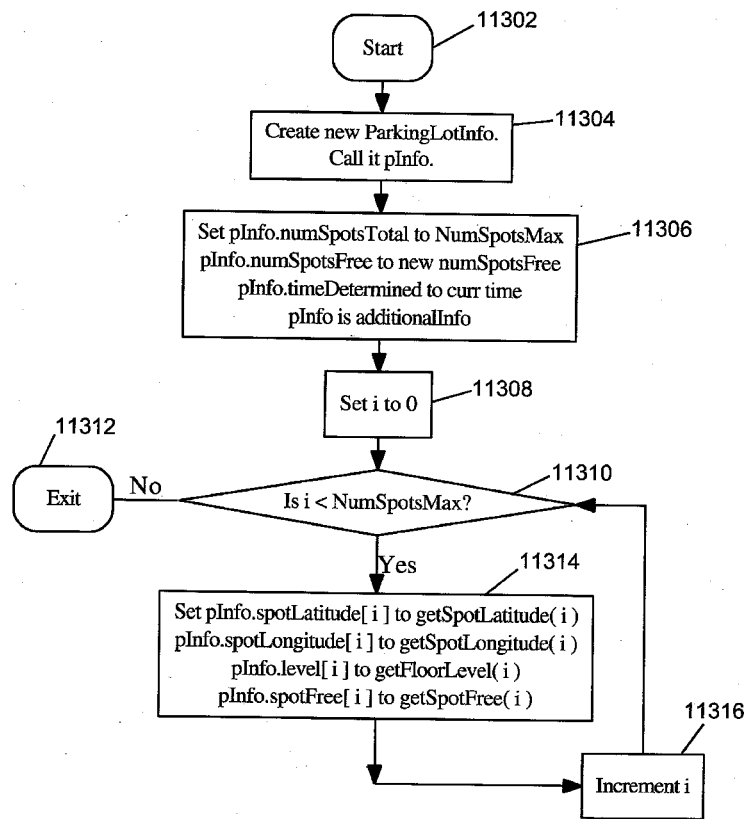 11302
Start
11304
Create new ParkingLotInfo.
Call it pInfo.
11306
Set pInfo.numSpotsTotal to NumSpotsMax
pInfo.numSpotsFree to new numSpotsFree
pInfo.timeDetermined to curr time
pInfo is additionalInfo
11308
Set i to 0
11312
Exit
No
11310
Is i < NumSpotsMax?
Yes
11314
Set pInfo.spotLatitude[ i ] to getSpotLatitude( i )
pInfo.spotLongitude[ i ] to getSpotLongitude( i )
pInfo.level[ i ] to getFloorLevel( i )
pInfo.spotFree[ i ] to getSpotFree( i )
11316
Increment i